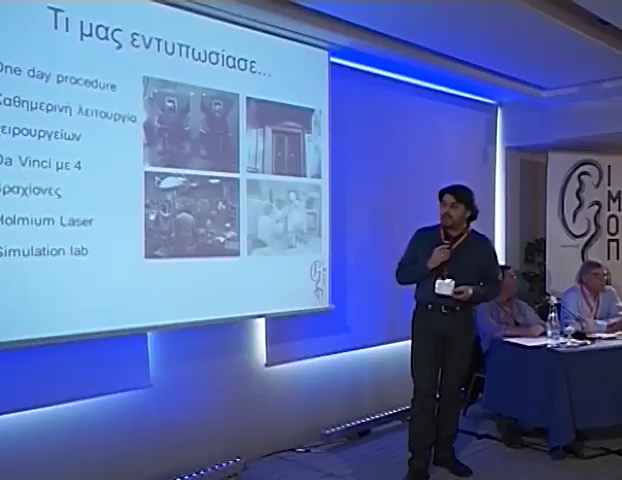 Τι μας εντυπωσίασε...
One day procedure
Καθημερινή λειτουργία
χειρουργείων
Da Vinci με 4
βραχίονες
Holmium Laser
Simulation lab
Ι
Μ
Ο
Π